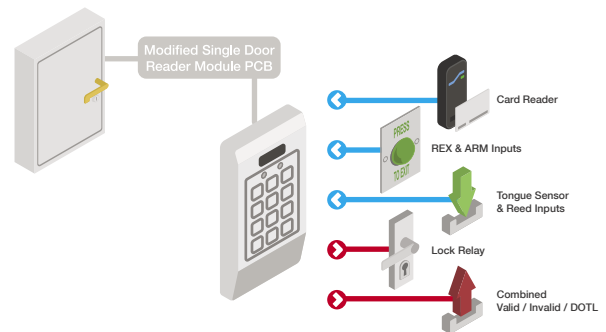 Modified Single Door
Reader Module PCB
Card Reader
PRESS
TO EXIT
REX & ARM Inputs
Tongue Sensor
& Reed Inputs
Lock Relay
Combined
Valid / Invalid / DOTL